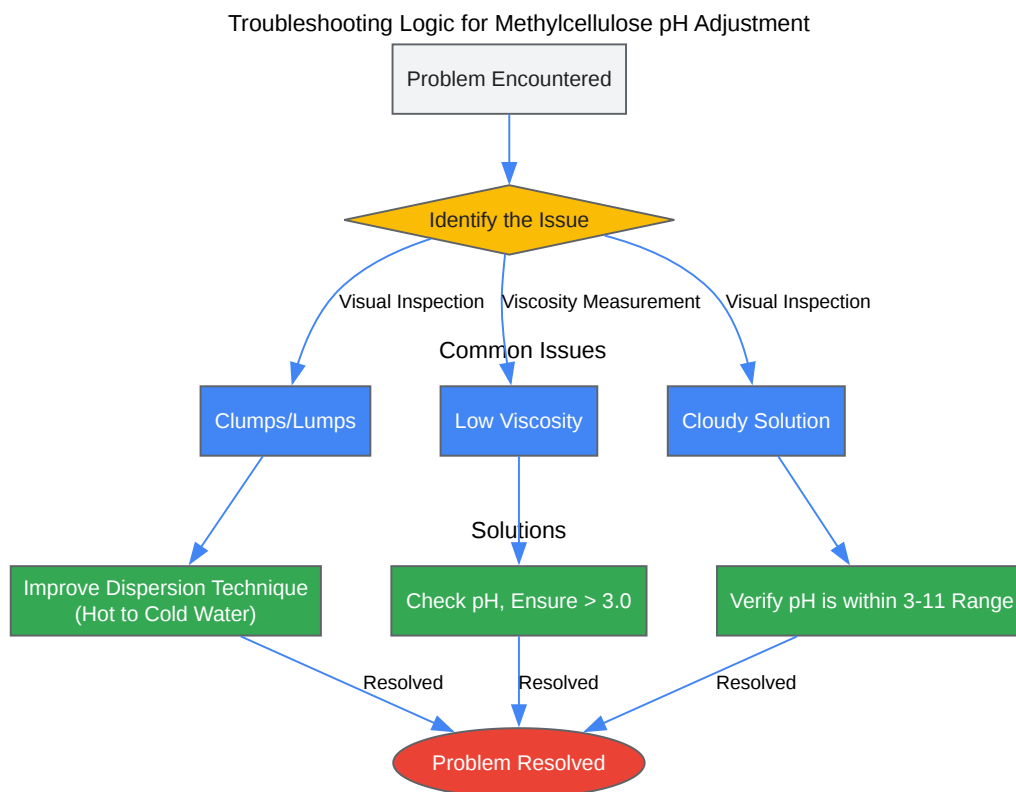 Troubleshooting Logic for Methylcellulose pH Adjustment
Problem Encountered
Identify the Issue
Visual Inspection
Viscosity Measurement
Visual Inspection
Common Issues
Clumps/Lumps
Low Viscosity
Cloudy Solution
Solutions
Improve Dispersion Technique
(Hot to Cold Water)
Check pH, Ensure > 3.0
Verify pH is within 3-11 Range
Resolved
Resolved
Resolved
Problem Resolved